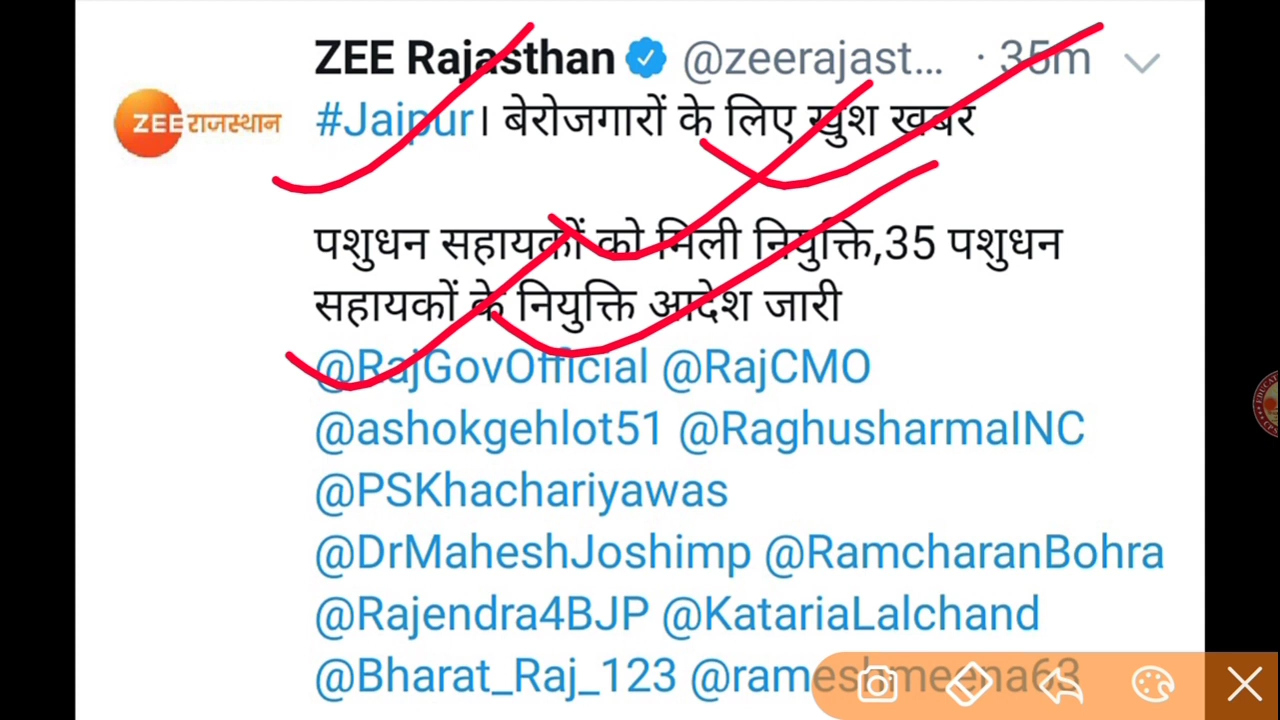 ZEE Rajasthan @zeerajast... · 35m
ZEE राजस्थान
#Jaipur। बेरोजगारों के लिए खुश खबर
पशुधन सहायकों को मिली नियुक्ति,35 पशुधन
सहायकों के नियुक्ति आदेश जारी
@RajGovOfficial @RajCMO
@ashokgehlot51 @RaghusharmaINC
@PSKhachariyawas
@DrMaheshJoshimp @RamcharanBohra
@Rajendra4BJP @KatariaLalchand
@Bharat_Raj_123 @rameshmeena63